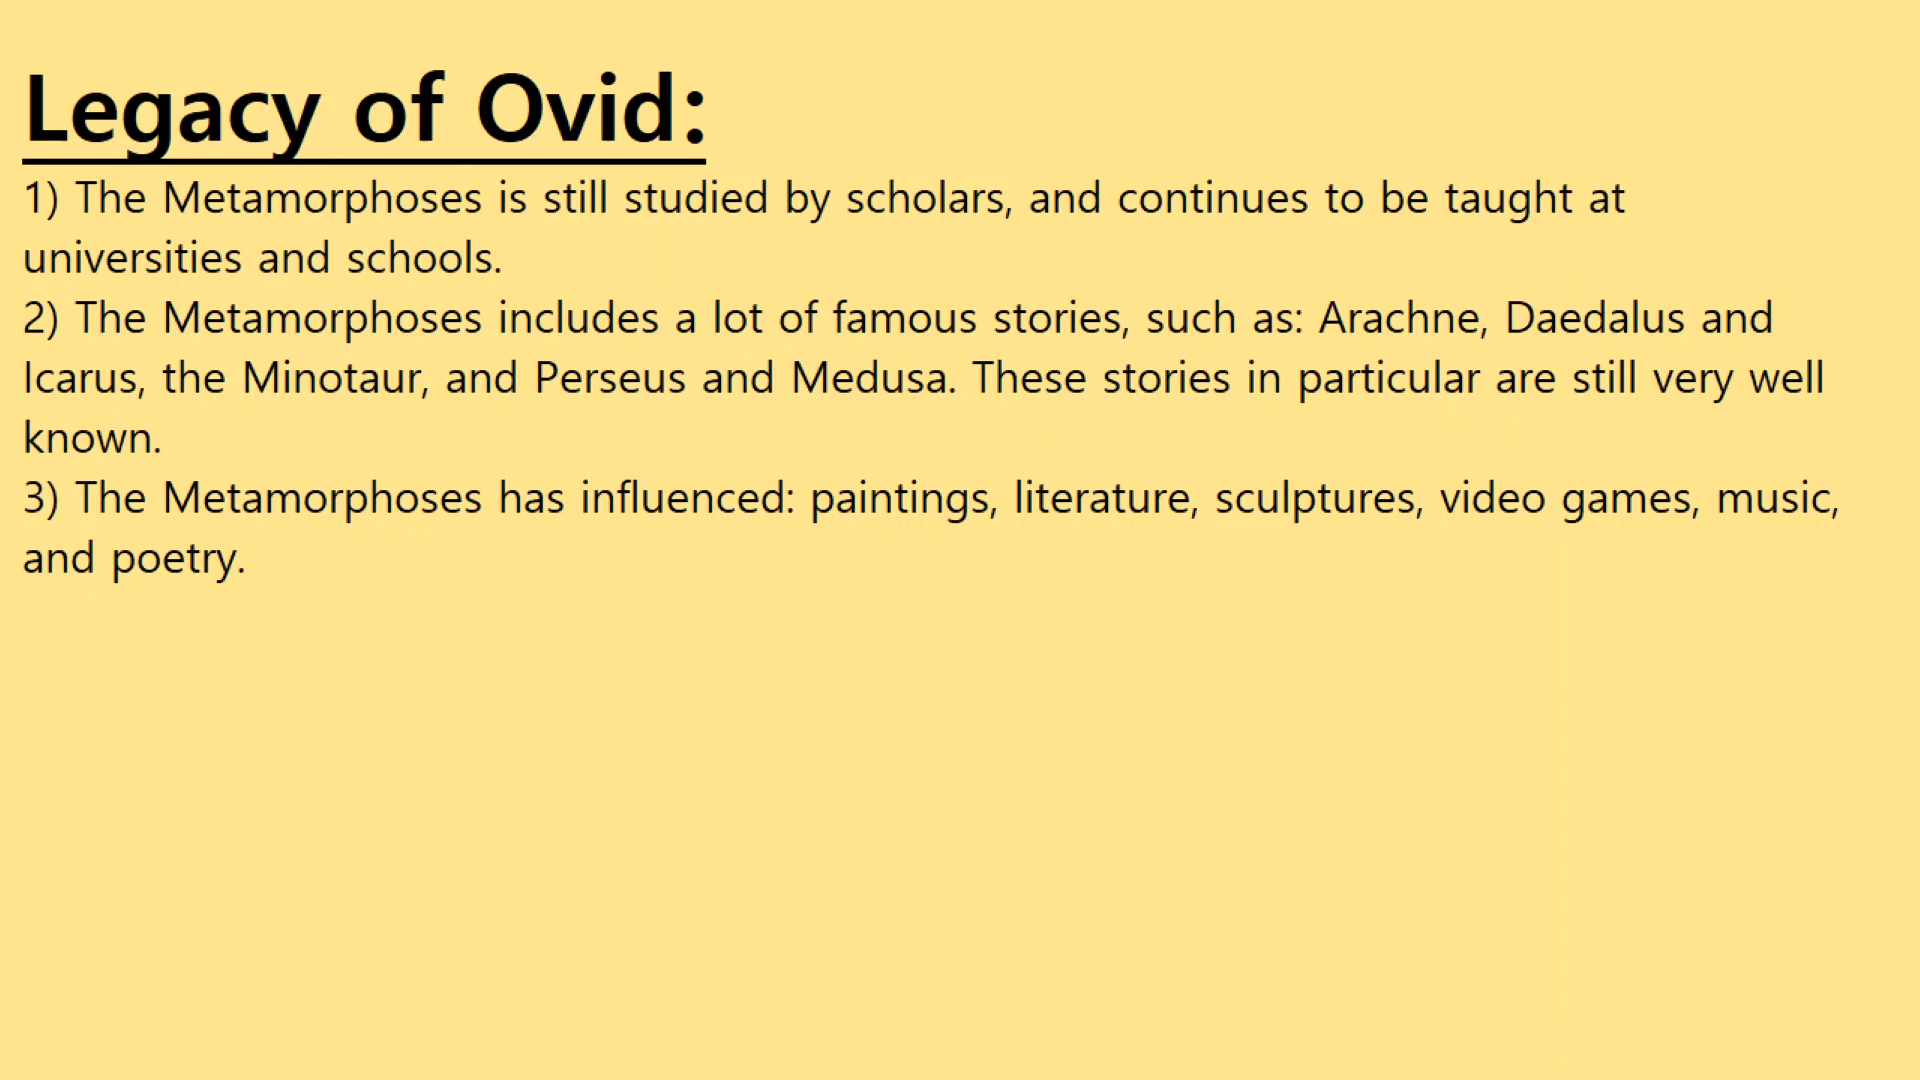 Legacy of Ovid:
1) The Metamorphoses is still studied by scholars, and continues to be taught at
universities and schools.
2) The Metamorphoses includes a lot of famous stories, such as: Arachne, Daedalus and
Icarus, the Minotaur, and Perseus and Medusa. These stories in particular are still very well
known.
3) The Metamorphoses has influenced: paintings, literature, sculptures, video games, music,
and poetry.